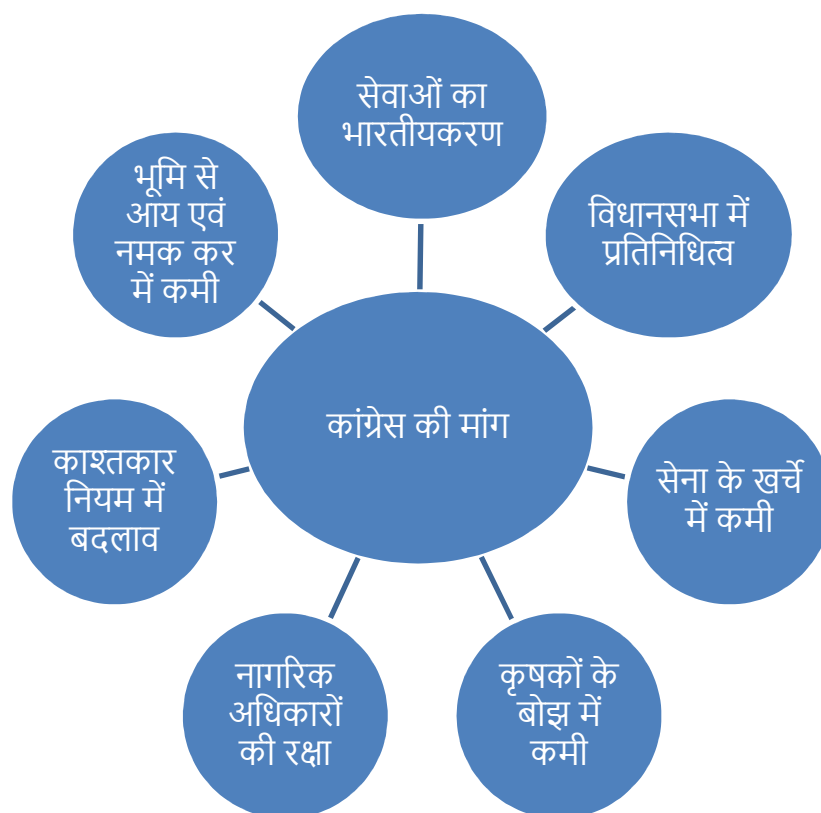 सेवाओं का
भारतीयकरण
विधानसभा में
प्रतिनिधित्व
सेना के खर्चे
में कमी
कृषकों के
बोझ में
कमी
नागरिक
अधिकारों
की रक्षा
काश्तकार
नियम में
बदलाव
भूमि से
आय एवं
नमक कर
में कमी
कांग्रेस की मांग